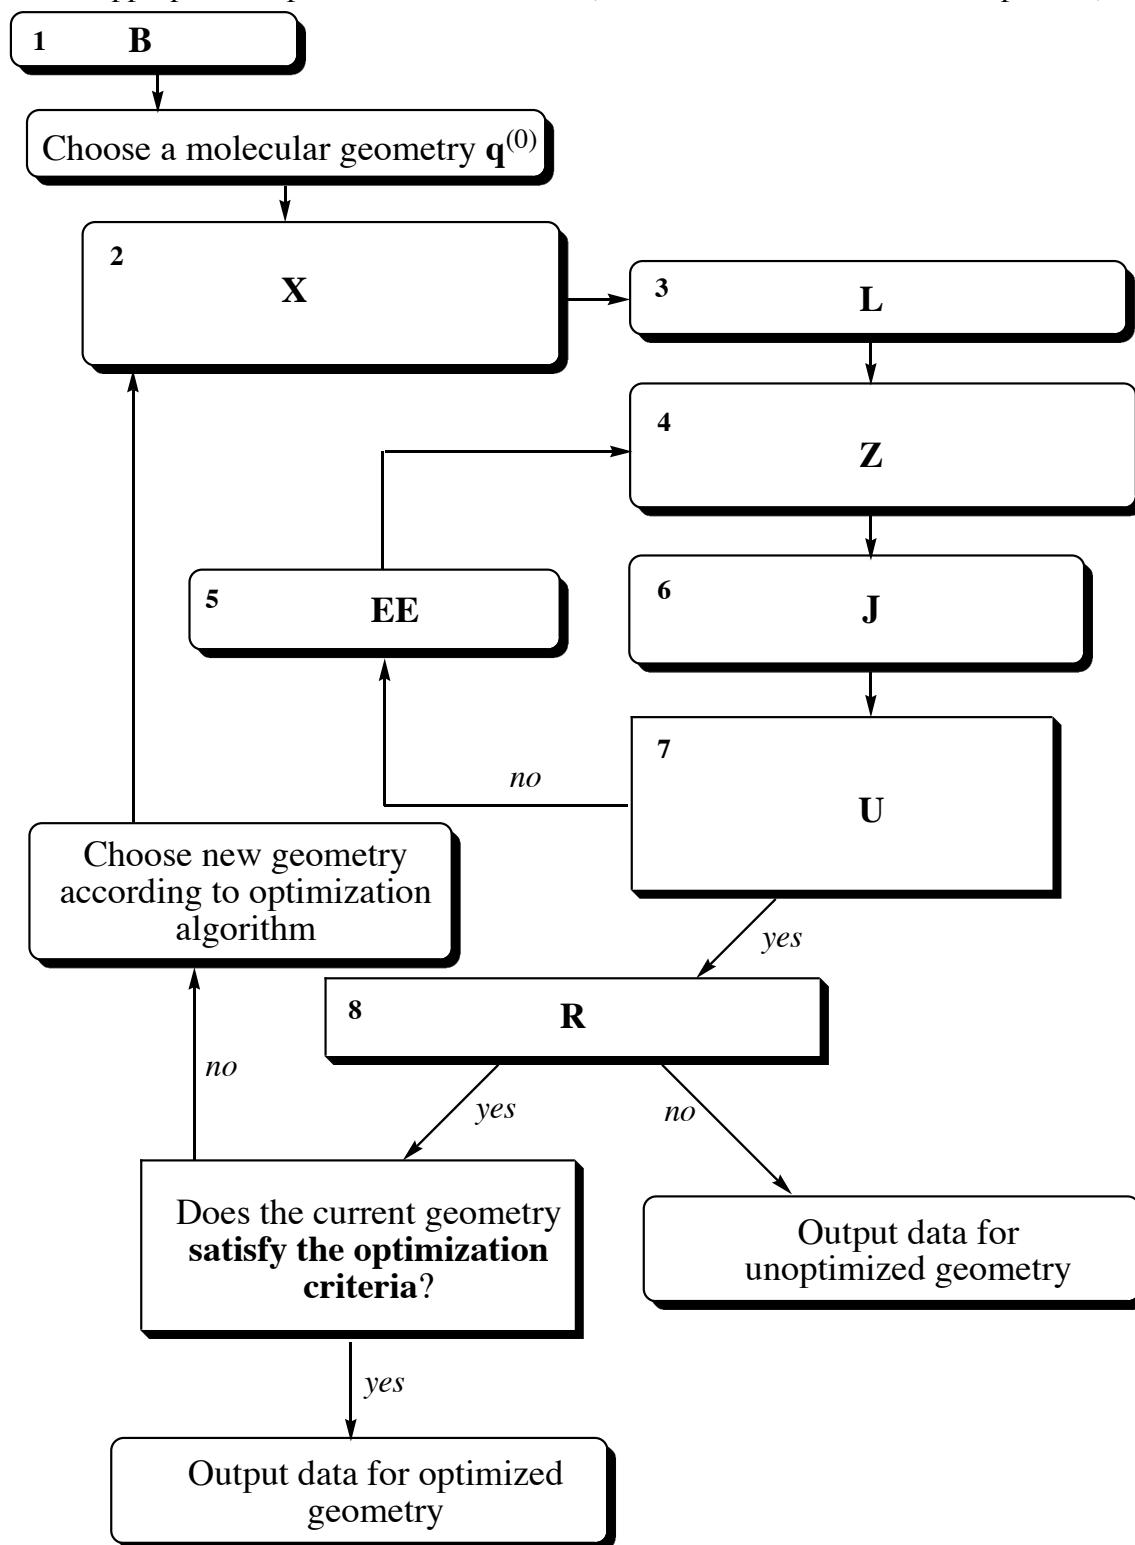 1 B
Choose a molecular geometry q(0)
2
X
3
L
4
Z
5
EE
6
J
7
U
no
Choose new geometry
according to optimization
algorithm
yes
8
R
no
yes
no
Does the current geometry
satisfy the optimization
criteria?
Output data for
unoptimized geometry
yes
Output data for optimized
geometry